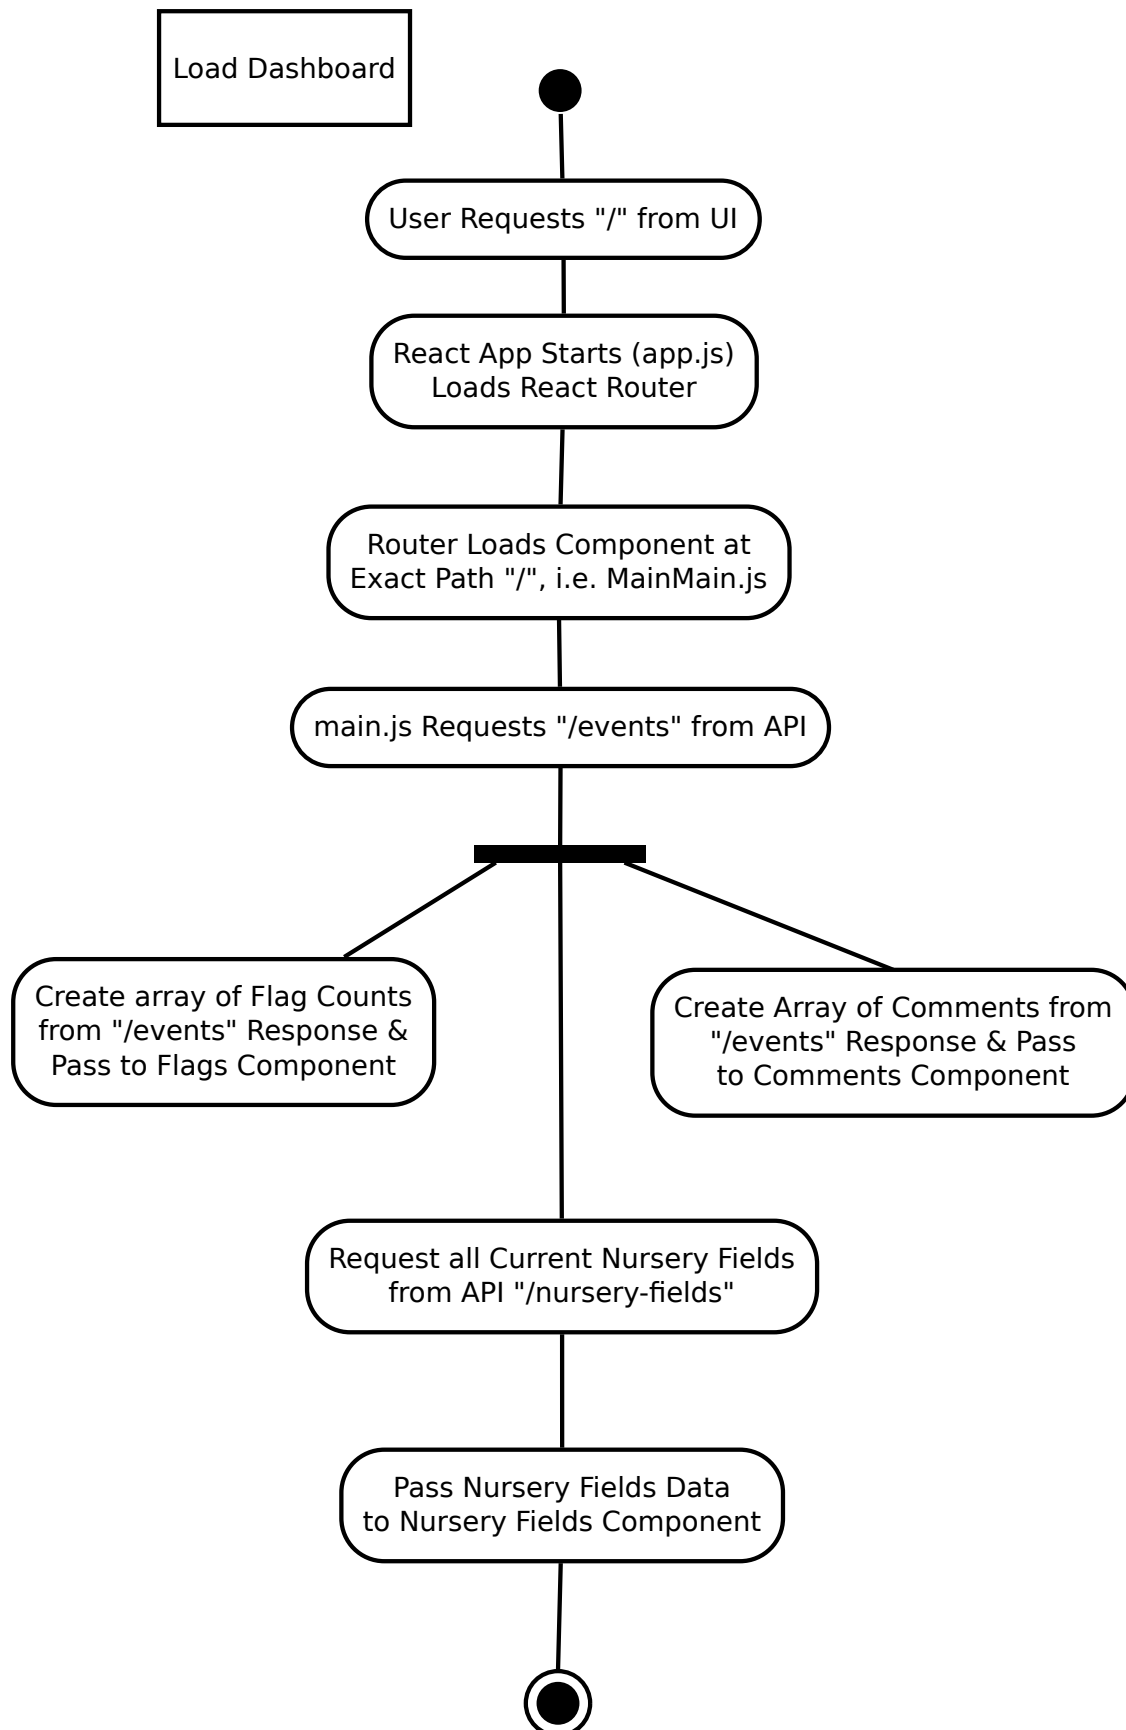 Load Dashboard
User Requests "/" from UI
React App Starts (app.js)
Loads React Router
Router Loads Component at
Exact Path "/", i.e. MainMain.js
main.js Requests "/events" from API
Create array of Flag Counts
from "/events" Response &
Pass to Flags Component
Create Array of Comments from
"/events" Response & Pass
to Comments Component
Request all Current Nursery Fields
from API "/nursery-fields"
Pass Nursery Fields Data
to Nursery Fields Component